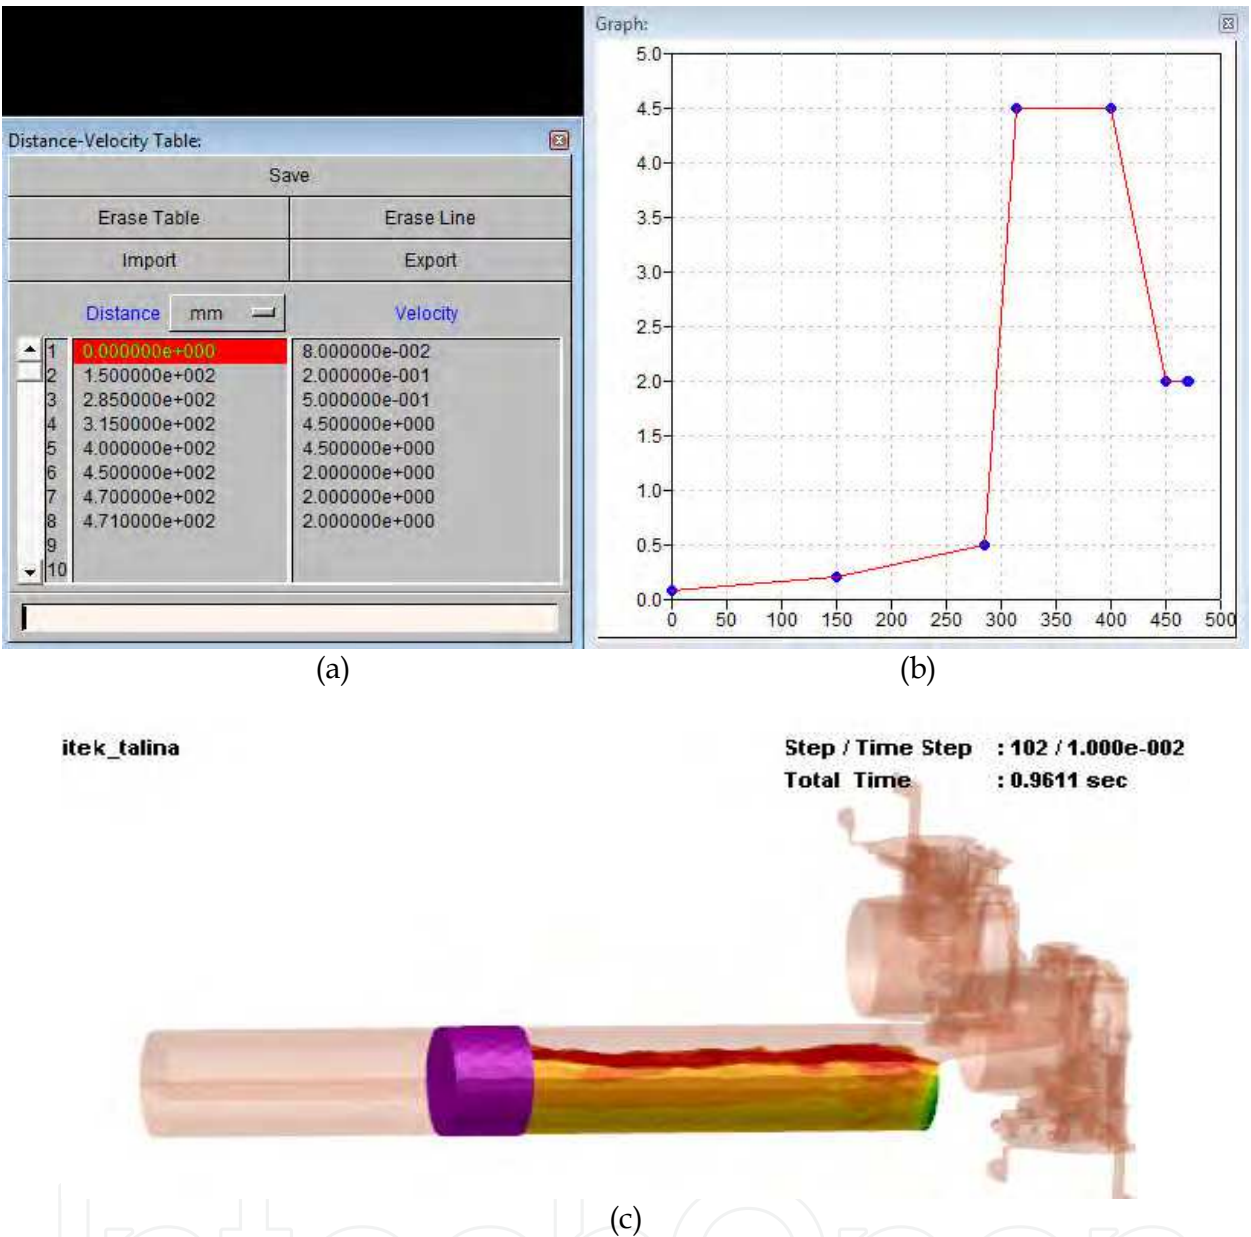 Distance-Velocity Table:
Save
Erase Table Erase Line
Import Export
Distance mm Velocity
1 0.000000e+000 8.000000e-002
2 1.500000e+002 2.000000e-001
3 2.850000e+002 5.000000e-001
4 3.150000e+002 4.500000e+000
5 4.000000e+002 4.500000e+000
6 4.500000e+002 2.000000e+000
7 4.700000e+002 2.000000e+000
8 4.710000e+002 2.000000e+000
9
10
(a)
Graph:
5.0
4.5
4.0
3.5
3.0
2.5
2.0
1.5
1.0
0.5
0.0
0 50 100 150 200 250 300 350 400 450 500
(b)
itek_talina
Step / Time Step : 102 / 1.000e-002
Total Time : 0.9611 sec
(c)